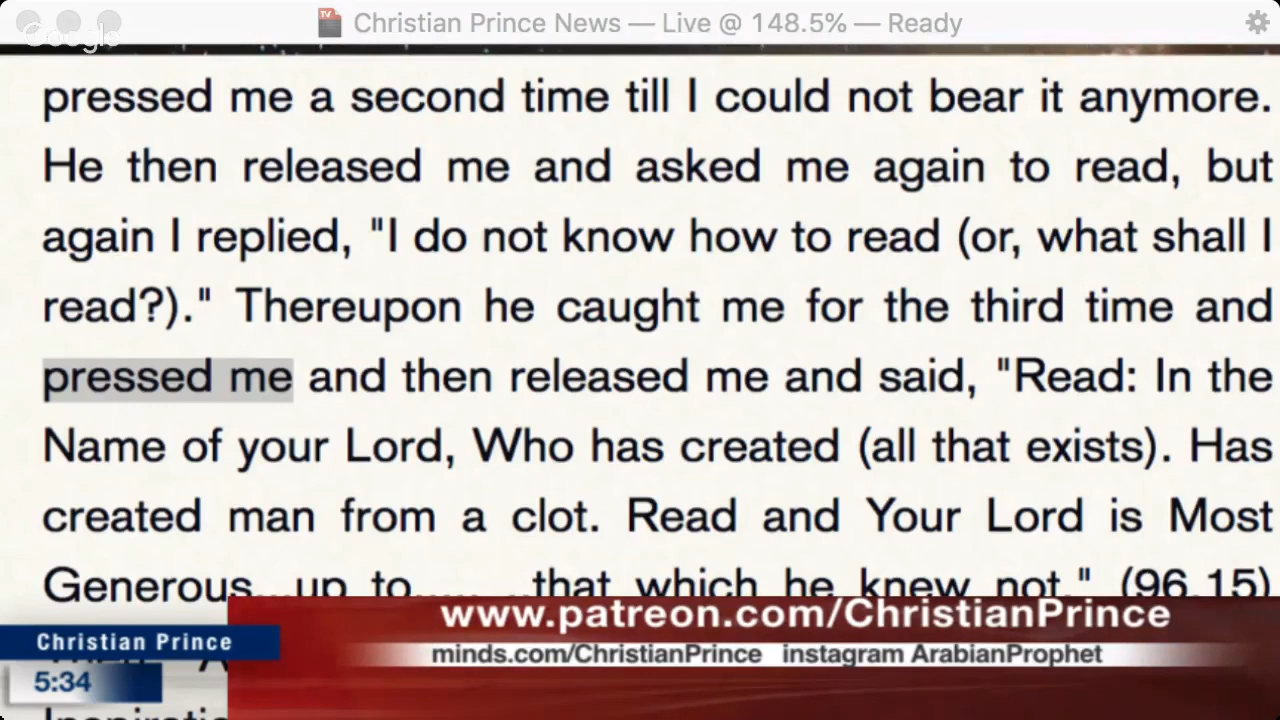 Christian Prince News — Live @ 148.5% — Ready
Google
pressed me a second time till I could not bear it anymore.
He then released me and asked me again to read, but
again I replied, "I do not know how to read (or, what shall I
read?)." Thereupon he caught me for the third time and
pressed me and then released me and said, "Read: In the
Name of your Lord, Who has created (all that exists). Has
created man from a clot. Read and Your Lord is Most
Generous...up to..... ..that which he knew not." (96.15)
www.patreon.com/ChristianPrince
Christian Prince
minds.com/ChristianPrince instagram ArabianProphet
5:34